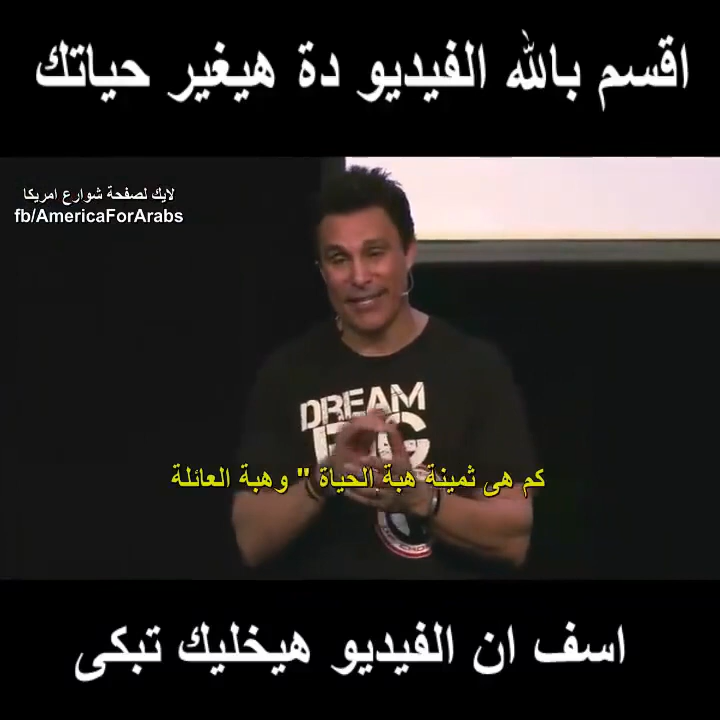 اقسم بالله الفيديو دة هيغير حياتك
لايك لصفحة شوارع امريكا
fb/AmericaForArabs
DREAM
BIG
كم هى ثمينة هبة الحياة " وهبة العائلة
اسف ان الفيديو هيخليك تبكى